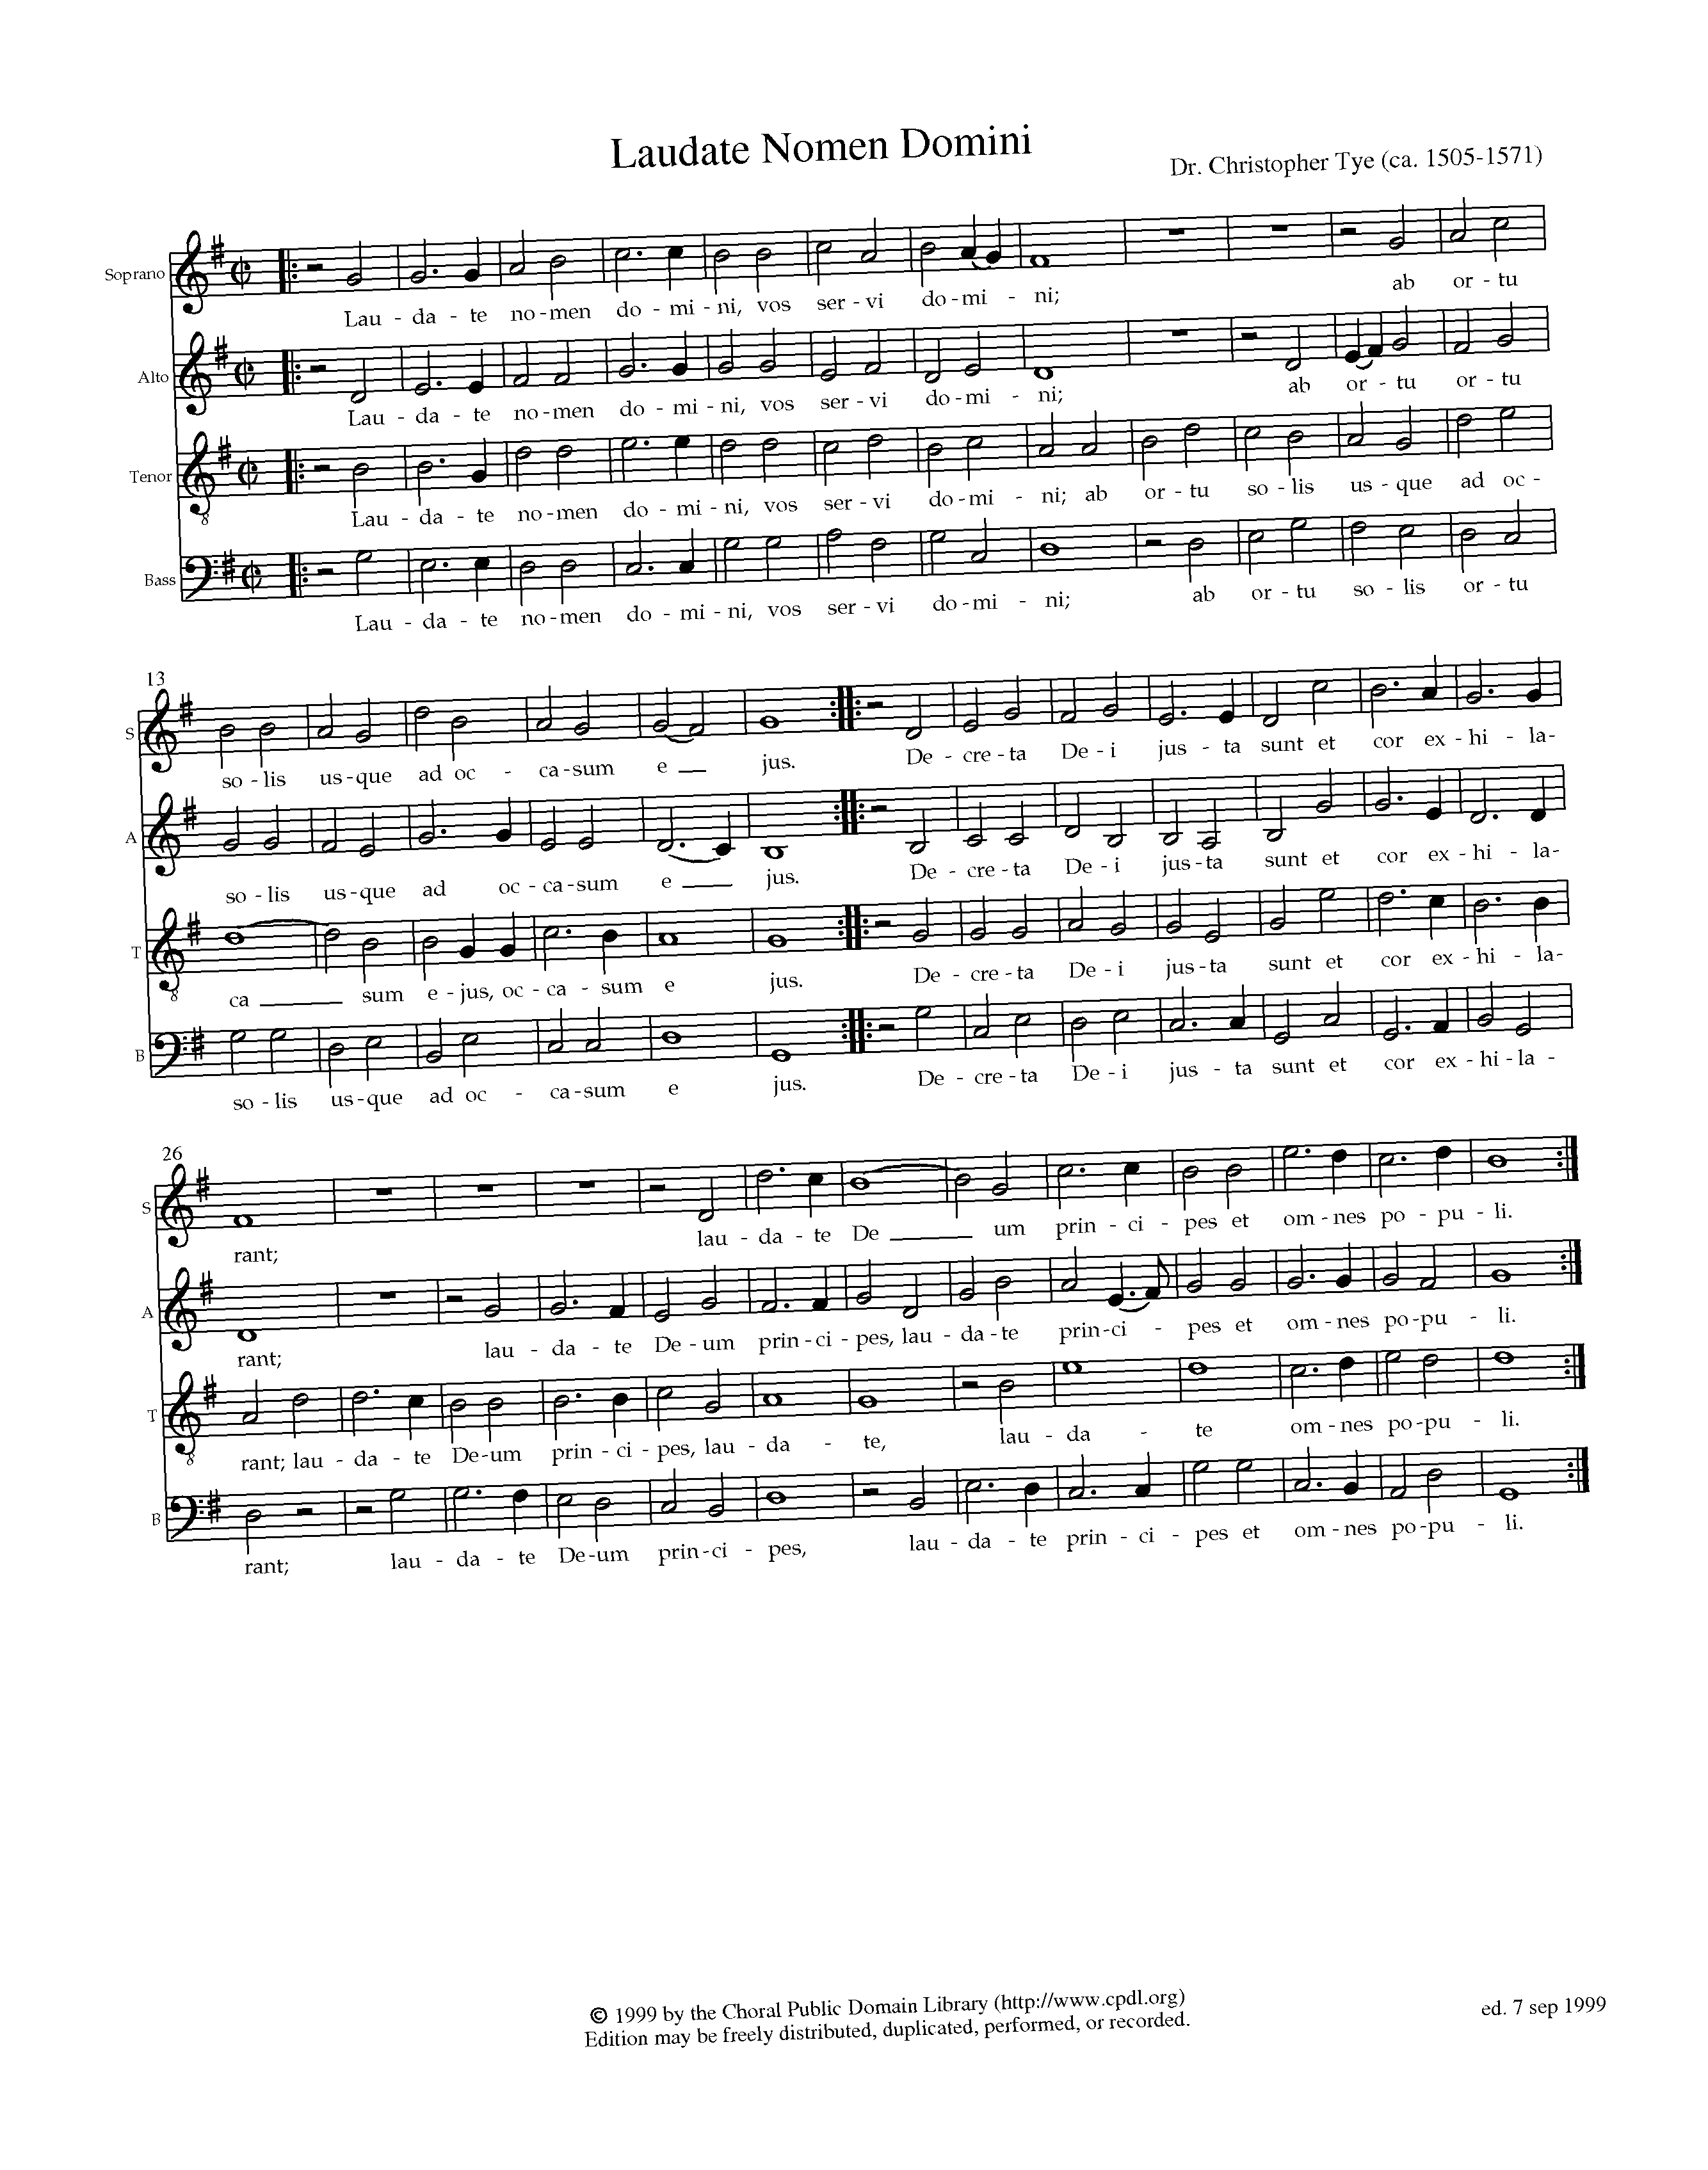 Laudate Nomen Domini
Dr. Christopher Tye (ca. 1505-1571)
Soprano
Lau - da - te no - men do - mi - ni, vos ser - vi do - mi - ni; ab or - tu
Alto
Lau - da - te no - men do - mi - ni, vos ser - vi do - mi - ni; ab or - tu or - tu
Tenor
8
Lau - da - te no - men do - mi - ni, vos ser - vi do - mi - ni; ab or - tu so - lis us - que ad oc -
Bass
Lau - da - te no - men do - mi - ni, vos ser - vi do - mi - ni; ab or - tu so - lis or - tu
13
S
so - lis us - que ad oc - ca - sum e jus. De - cre - ta De - i jus - ta sunt et cor ex - hi - la-
A
so - lis us - que ad oc - ca - sum e jus. De - cre - ta De - i jus - ta sunt et cor ex - hi - la-
T
8
ca sum e - jus, oc - ca - sum e jus. De - cre - ta De - i jus - ta sunt et cor ex - hi - la-
B
so - lis us - que ad oc - ca - sum e jus. De - cre - ta De - i jus - ta sunt et cor ex - hi - la-
26
S
rant; lau - da - te De um prin - ci - pes et om - nes po - pu - li.
A
rant; lau - da - te De - um prin - ci - pes, lau - da - te prin - ci - pes et om - nes po - pu - li.
T
8
rant; lau - da - te De - um prin - ci - pes, lau - da - te, lau - da - te om - nes po - pu - li.
B
rant; lau - da - te De - um prin - ci - pes, lau - da - te prin - ci - pes et om - nes po - pu - li.
© 1999 by the Choral Public Domain Library (http://www.cpdl.org)
Edition may be freely distributed, duplicated, performed, or recorded.
ed. 7 sep 1999